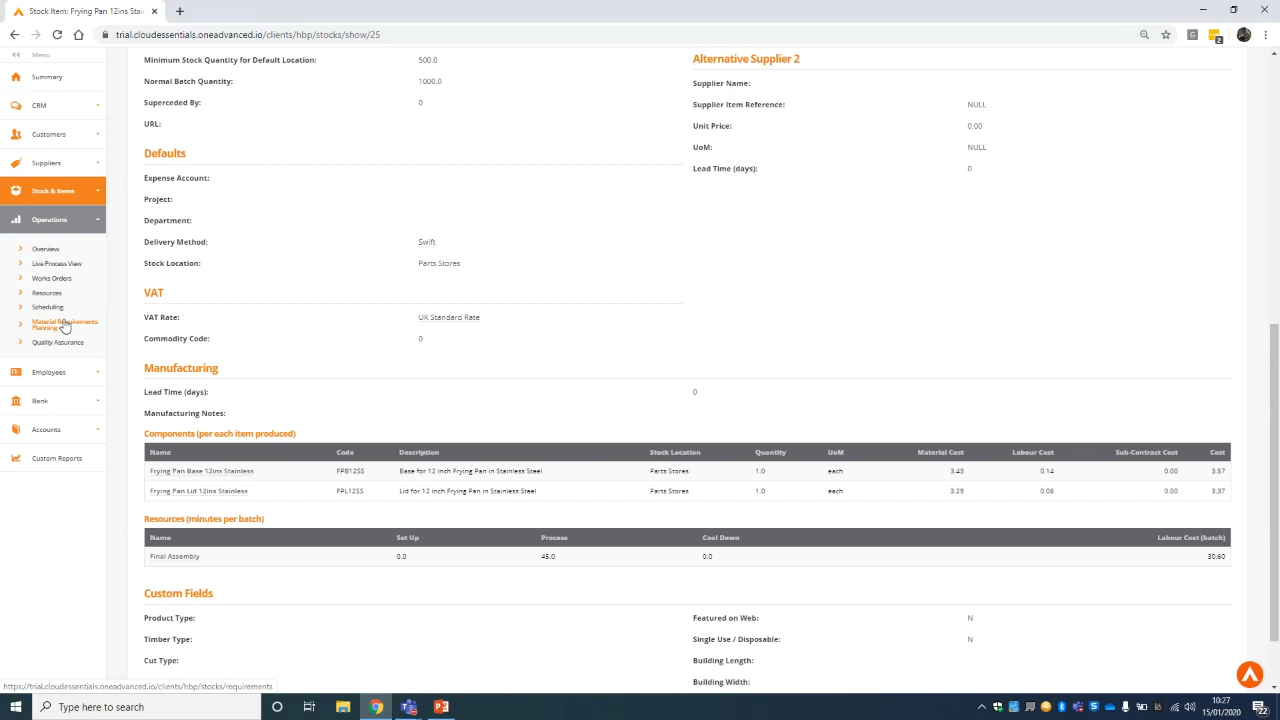 Stock Item: Frying Pan 12ins Stai
trial.cloudessentials.oneadvanced.io/clients/hbp/stocks/show/25
Menu
Summary
CRM
Customers
Suppliers
Stock & Items
Operations
Overview
Live Process View
Works Orders
Resources
Scheduling
Material Requirements
Planning
Quality Assurance
Employees
Bank
Accounts
Custom Reports
Minimum Stock Quantity for Default Location: 500.0
Normal Batch Quantity: 1000.0
Superceded By: 0
URL:
Defaults
Expense Account:
Project:
Department:
Delivery Method: Swift
Stock Location: Parts Stores
VAT
VAT Rate: UK Standard Rate
Commodity Code: 0
Alternative Supplier 2
Supplier Name:
Supplier Item Reference: NULL
Unit Price: 0.00
UoM: NULL
Lead Time (days): 0
Manufacturing
Lead Time (days): 0
Manufacturing Notes:
Components (per each item produced)
Name Code Description Stock Location Quantity UoM Material Cost Labour Cost Sub-Contract Cost Cost
Frying Pan Base 12ins Stainless FPB12SS Base for 12 inch Frying Pan in Stainless Steel Parts Stores 1.0 each 3.43 0.14 0.00 3.57
Frying Pan Lid 12ins Stainless FPL12SS Lid for 12 inch Frying Pan in Stainless Steel Parts Stores 1.0 each 3.29 0.08 0.00 3.37
Resources (minutes per batch)
Name Set Up Process Cool Down Labour Cost (batch)
Final Assembly 0.0 45.0 0.0 30.60
Custom Fields
Product Type:
Timber Type:
Cut Type:
Featured on Web: N
Single Use / Disposable: N
Building Length:
Building Width:
https://trial.cloudessentials.oneadvanced.io/clients/hbp/stocks/requirements
Type here to search
10:27
15/01/2020